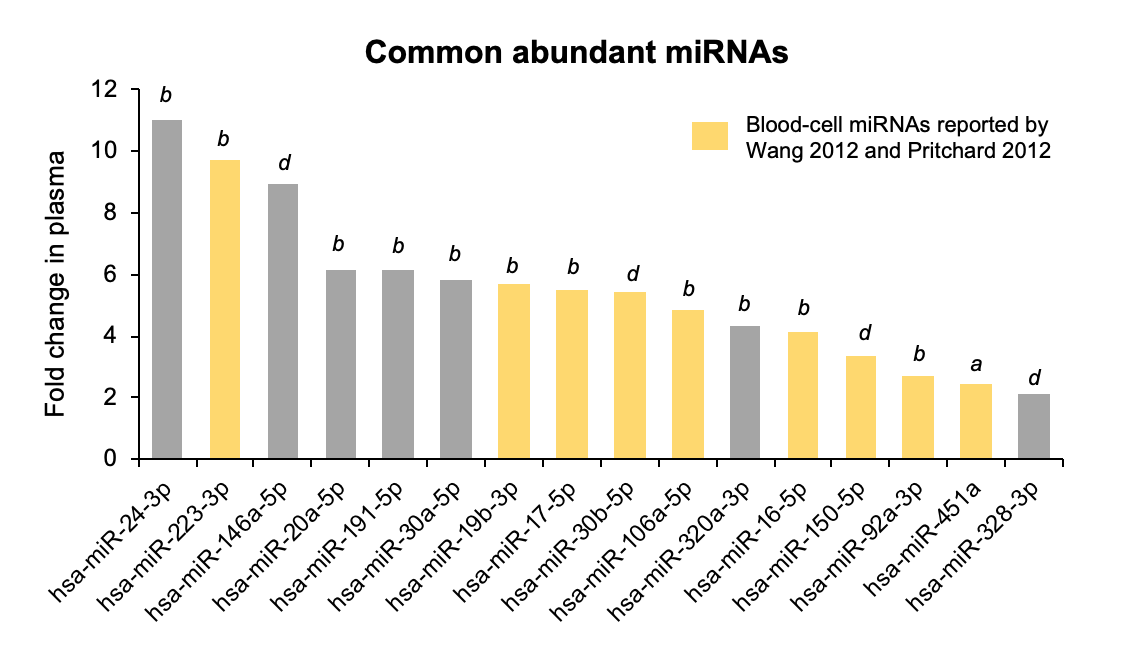 Common abundant miRNAs
Blood-cell miRNAs reported by
Wang 2012 and Pritchard 2012
Fold change in plasma
12
10
8
6
4
2
0
b
b
d
b
b
b
b
b
d
b
b
b
d
b
a
d
hsa-miR-24-3p
hsa-miR-223-3p
hsa-miR-146a-5p
hsa-miR-20a-5p
hsa-miR-191-5p
hsa-miR-30a-5p
hsa-miR-19b-3p
hsa-miR-17-5p
hsa-miR-30b-5p
hsa-miR-106a-5p
hsa-miR-320a-3p
hsa-miR-16-5p
hsa-miR-150-5p
hsa-miR-92a-3p
hsa-miR-451a
hsa-miR-328-3p